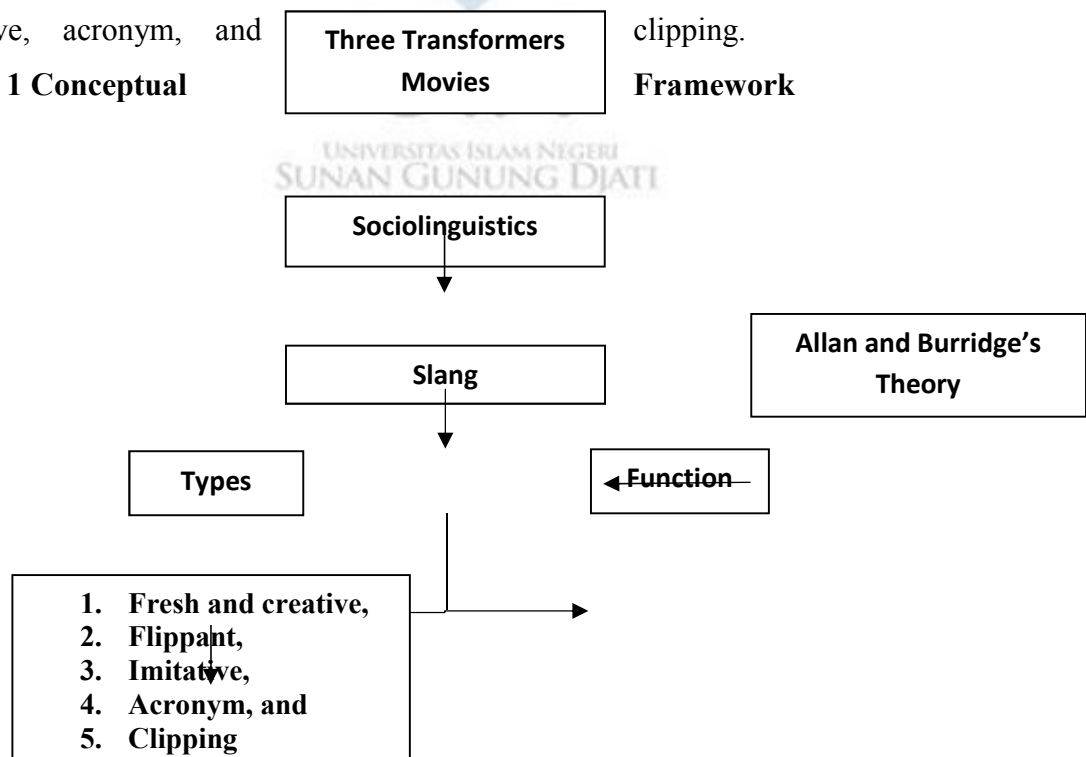 ve, acronym, and clipping.
1 Conceptual Framework
Three Transformers
Movies
UNIVERSITAS ISLAM NEGERI
SUNAN GUNUNG DJATI
Sociolinguistics
Allan and Burridge’s
Theory
Slang
Types
Function
1. Fresh and creative,
2. Flippant,
3. Imitative,
4. Acronym, and
5. Clipping